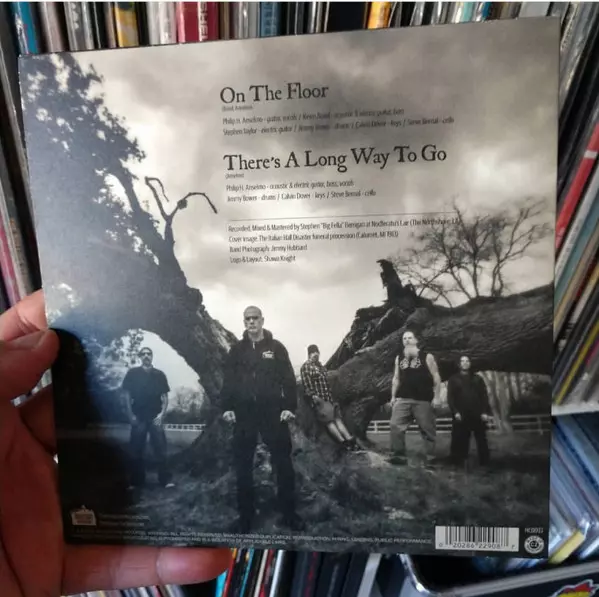 On The Floor
Philip H. Anselmo - guitar, vocals / Kevin Bond - acoustic & electric guitar, bass
Stephen Taylor - electric guitar / Jimmy Bower - drums / Calvin Dover - keys / Steve Bernal - cello
There's A Long Way To Go
(Anselmo)
Philip H. Anselmo - acoustic & electric guitar, bass, vocals
Jimmy Bower - drums / Calvin Dover - keys / Steve Bernal - cello
Recorded, Mixed & Mastered by Stephen "Big Fella" Berrigan at Nodferatu's Lair (The Northshore, LA)
Cover Image: The Italian Hall Disaster funeral procession (Calumet, MI 1913)
Band Photograph: Jimmy Hubbard
Logo & Layout: Shawn Knight